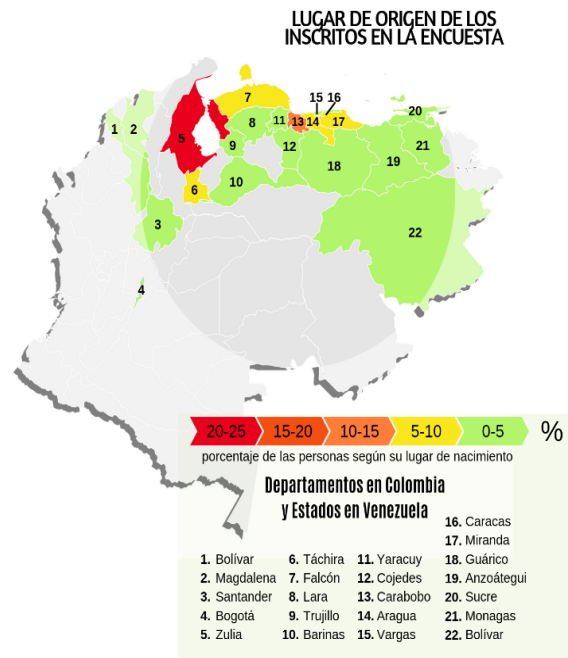 LUGAR DE ORIGEN DE LOS
INSCRITOS EN LA ENCUESTA
15 16
7
20
1 2
8
11 13 14 17
5
9
12
21
18
19
10
6
3
22
4
20-25 15-20 10-15 5-10 0-5 %
porcentaje de las personas según su lugar de nacimiento
Departamentos en Colombia
y Estados en Venezuela
1. Bolívar
2. Magdalena
3. Santander
4. Bogotá
5. Zulia
6. Táchira
7. Falcón
8. Lara
9. Trujillo
10. Barinas
11. Yaracuy
12. Cojedes
13. Carabobo
14. Aragua
15. Vargas
16. Caracas
17. Miranda
18. Guárico
19. Anzoátegui
20. Sucre
21. Monagas
22. Bolívar